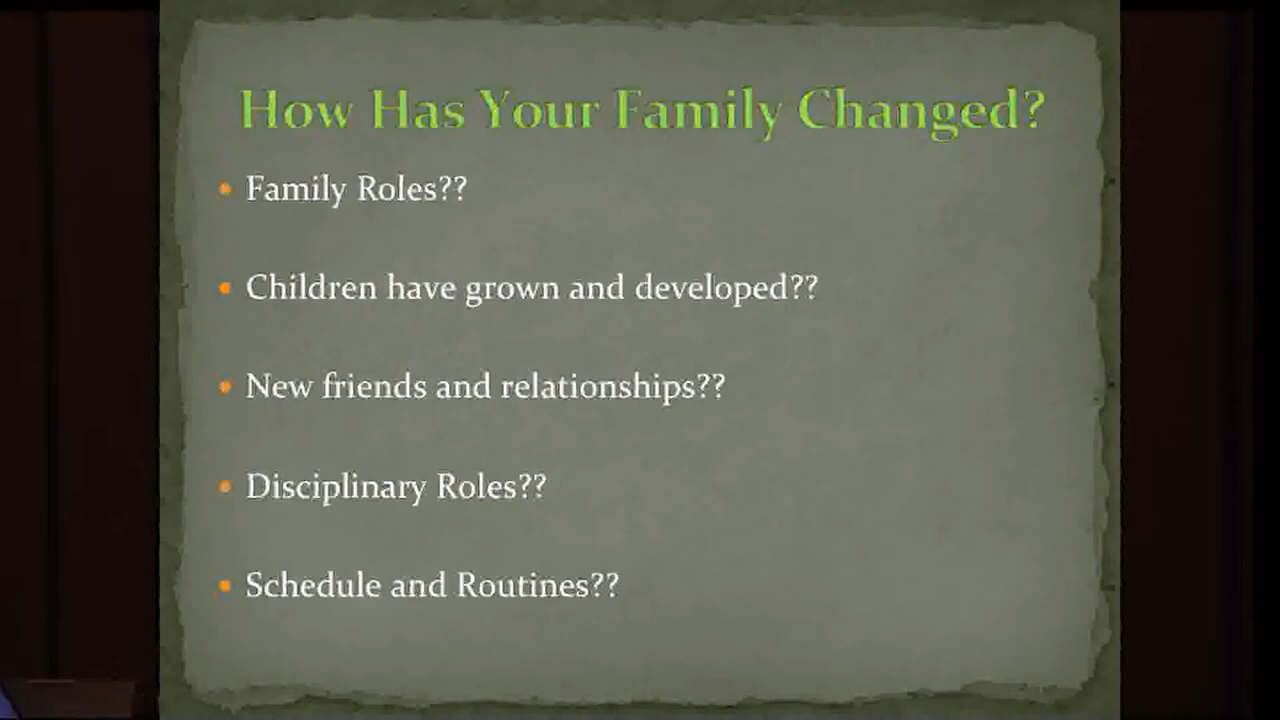 How Has Your Family Changed?
Family Roles??
Children have grown and developed??
New friends and relationships??
Disciplinary Roles??
Schedule and Routines??